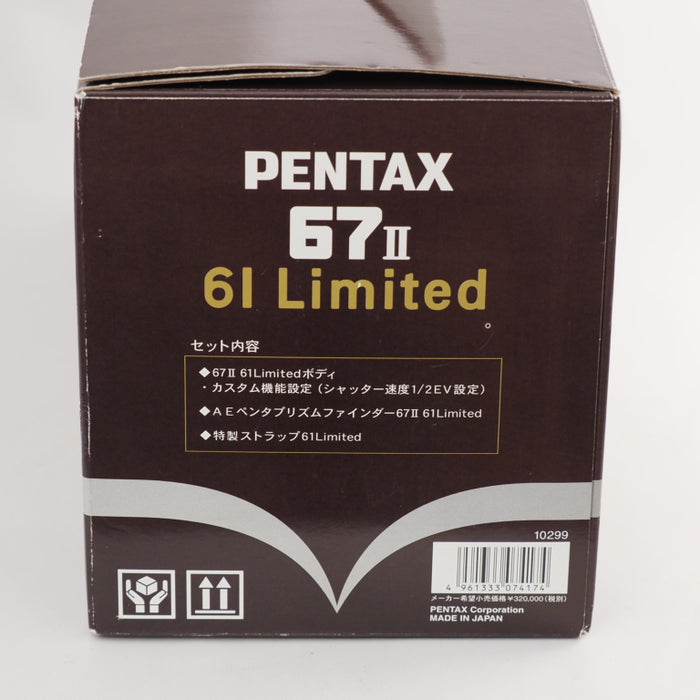 PENTAX
67II
61 Limited
セット内容
◆67II 61Limitedボディ
・カスタム機能設定(シャッター速度1/2EV設定)
◆AEペンタプリズムファインダー67II 61Limited
◆特製ストラップ61Limited
10299
4 961333 074174
メーカー希望小売価格¥320,000(税別)
PENTAX Corporation
MADE IN JAPAN